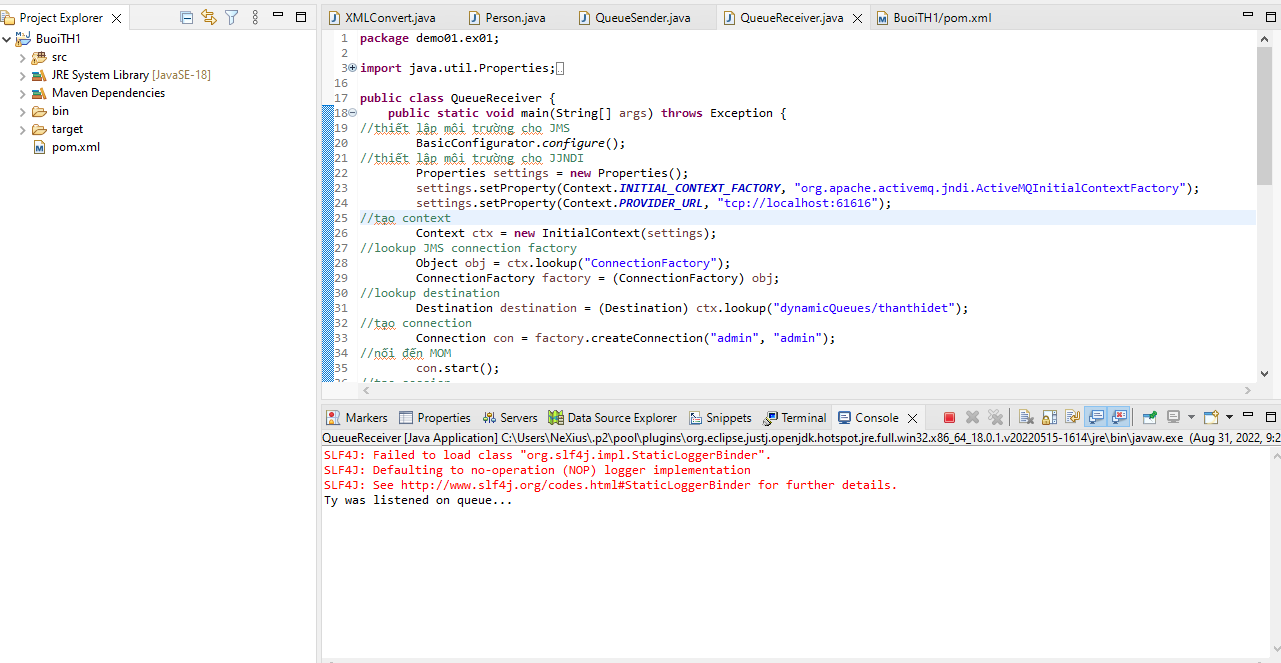 Project Explorer
BuoiTH1
src
JRE System Library [JavaSE-18]
Maven Dependencies
bin
target
pom.xml
XMLConvert.java Person.java QueueSender.java QueueReceiver.java BuoiTH1/pom.xml
1 package demo01.ex01;
2
3 import java.util.Properties;
16
17 public class QueueReceiver {
18 public static void main(String[] args) throws Exception {
19 //thiết lập môi trường cho JMS
20 BasicConfigurator.configure();
21 //thiết lập môi trường cho JJNDI
22 Properties settings = new Properties();
23 settings.setProperty(Context.INITIAL_CONTEXT_FACTORY, "org.apache.activemq.jndi.ActiveMQInitialContextFactory");
24 settings.setProperty(Context.PROVIDER_URL, "tcp://localhost:61616");
25 //tạo context
26 Context ctx = new InitialContext(settings);
27 //lookup JMS connection factory
28 Object obj = ctx.lookup("ConnectionFactory");
29 ConnectionFactory factory = (ConnectionFactory) obj;
30 //lookup destination
31 Destination destination = (Destination) ctx.lookup("dynamicQueues/thanthidet");
32 //tạo connection
33 Connection con = factory.createConnection("admin", "admin");
34 //nối đến MOM
35 con.start();
Markers Properties Servers Data Source Explorer Snippets Terminal Console
QueueReceiver [Java Application] C:\Users\NeXius\.p2\pool\plugins\org.eclipse.justj.openjdk.hotspot.jre.full.win32.x86_64_18.0.1.v20220515-1614\jre\bin\javaw.exe (Aug 31, 2022, 9:2
SLF4J: Failed to load class "org.slf4j.impl.StaticLoggerBinder".
SLF4J: Defaulting to no-operation (NOP) logger implementation
SLF4J: See http://www.slf4j.org/codes.html#StaticLoggerBinder for further details.
Ty was listened on queue...